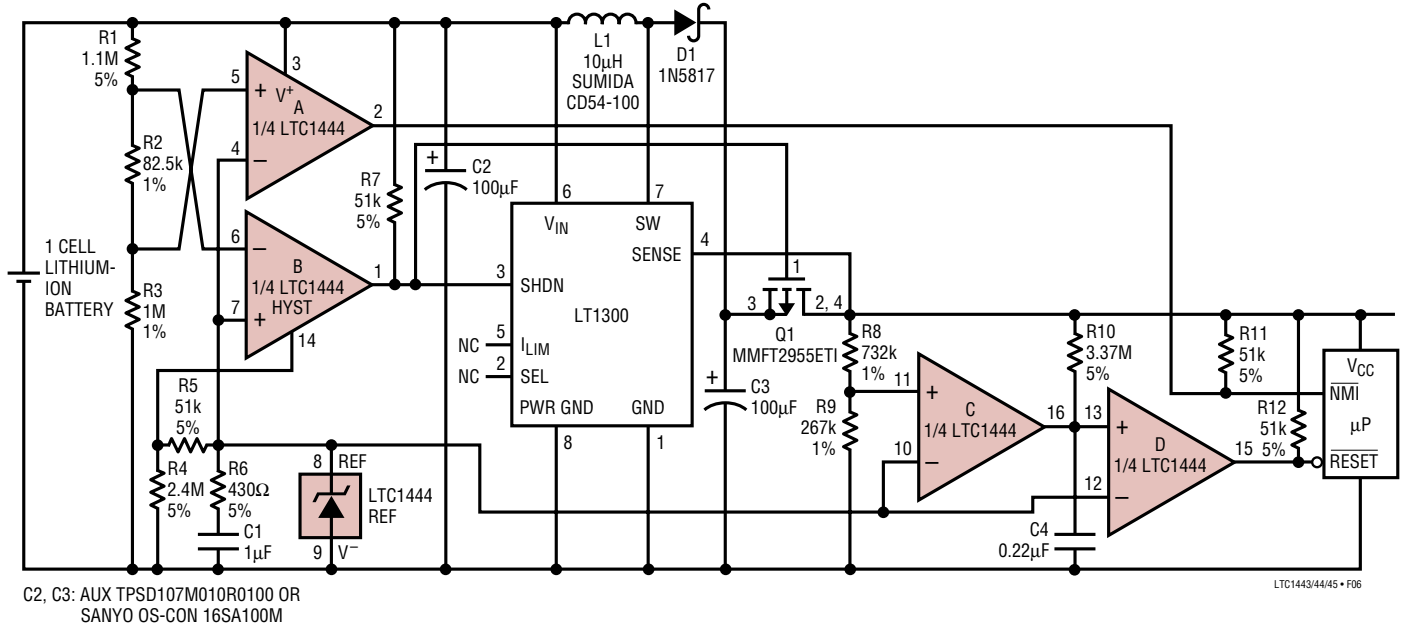 R1
1.1M
5%
R2
82.5k
1%
R3
1M
1%
1 CELL
LITHIUM-
ION
BATTERY
5
+
V+
3
A
1/4 LTC1444
4
–
2
6
–
B
1/4 LTC1444
HYST
7
+
1
14
R5
51k
5%
R4
2.4M
5%
R6
430Ω
5%
C1
1µF
8
REF
LTC1444
REF
9
V–
R7
51k
5%
+
C2
100µF
L1
10µH
SUMIDA
CD54-100
D1
1N5817
6
7
VIN
SW
SENSE
4
3
SHDN
LT1300
NC
5
ILIM
NC
2
SEL
PWR GND
GND
8
1
1
3
2, 4
Q1
MMFT2955ETI
+
C3
100µF
R8
732k
1%
R9
267k
1%
11
+
C
1/4 LTC1444
10
–
16
R10
3.37M
5%
13
+
D
1/4 LTC1444
12
–
15
C4
0.22µF
R11
51k
5%
R12
51k
5%
VCC
NMI
µP
RESET
LTC1443/44/45 • F06
C2, C3: AUX TPSD107M010R0100 OR
SANYO OS-CON 16SA100M